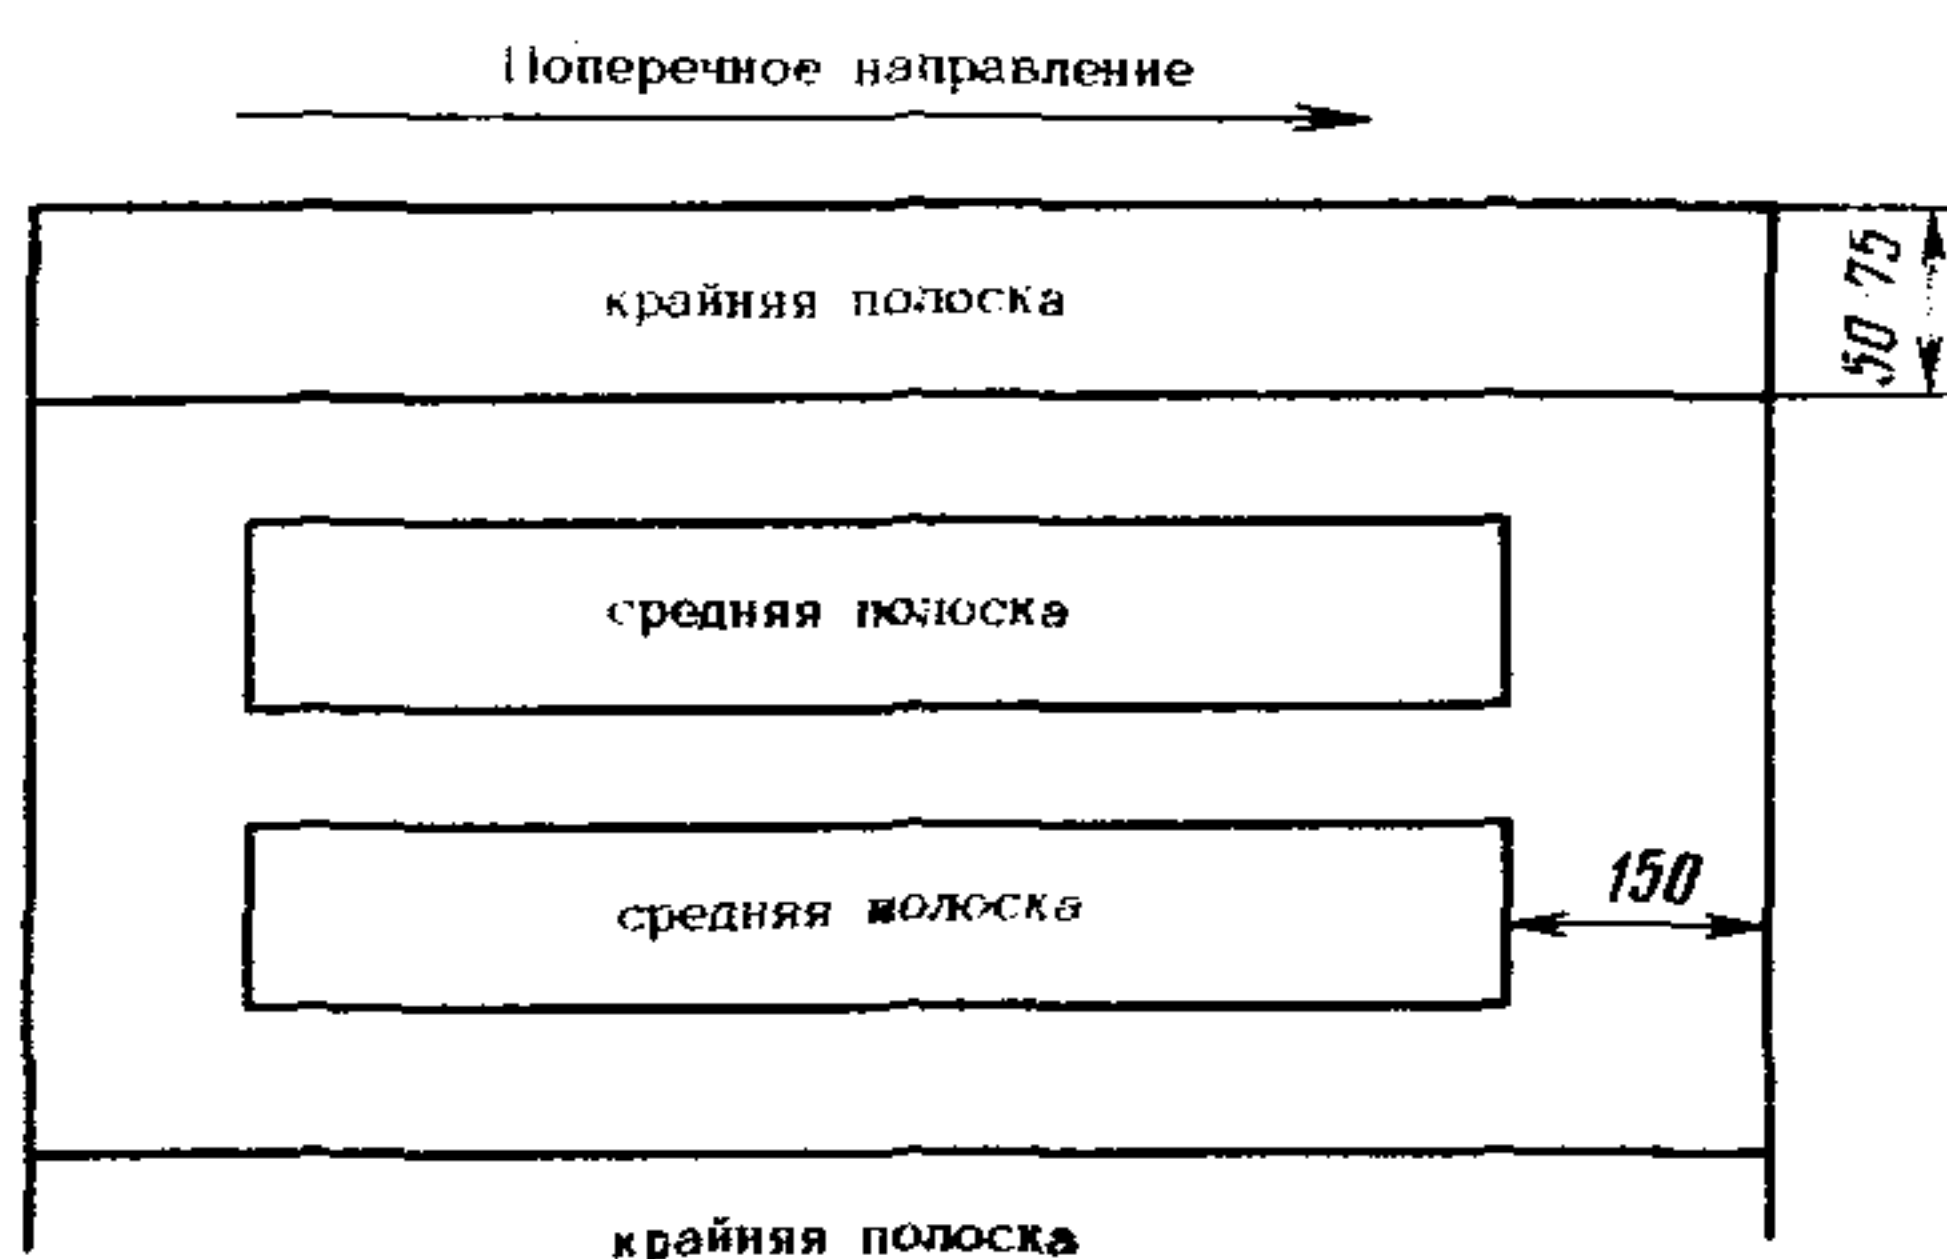 Поперечное направление
крайняя полоска
50 75
средняя полоска
средняя полоска
150
крайняя полоска